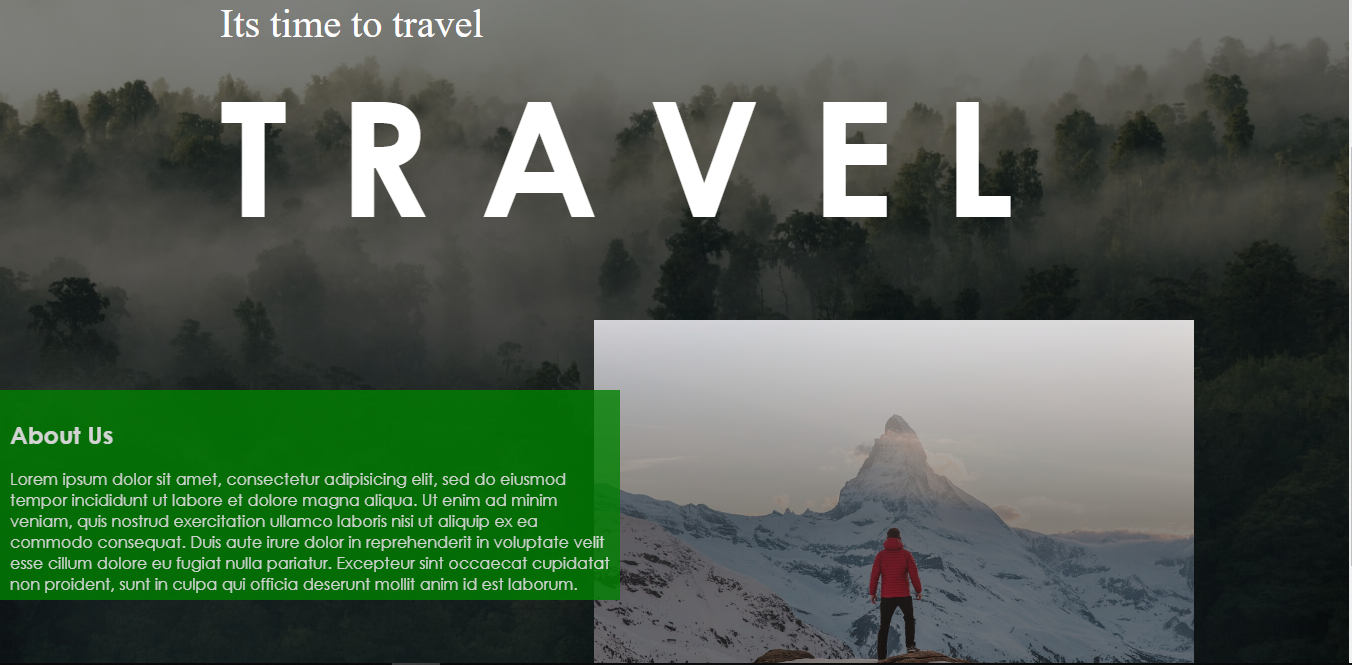 Its time to travel
TRAVEL
About Us
Lorem ipsum dolor sit amet, consectetur adipisicing elit, sed do eiusmod
tempor incididunt ut labore et dolore magna aliqua. Ut enim ad minim
veniam, quis nostrud exercitation ullamco laboris nisi ut aliquip ex ea
commodo consequat. Duis aute irure dolor in reprehenderit in voluptate velit
esse cillum dolore eu fugiat nulla pariatur. Excepteur sint occaecat cupidatat
non proident, sunt in culpa qui officia deserunt mollit anim id est laborum.